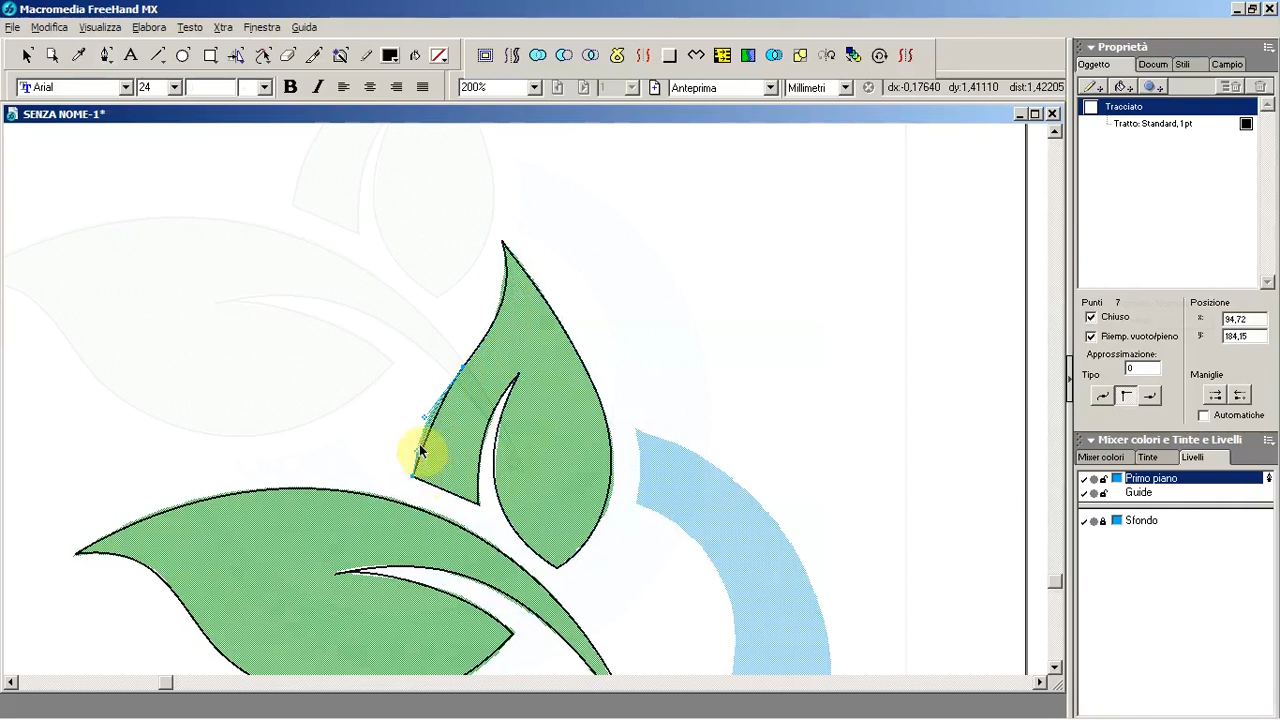 Macromedia FreeHand MX
File Modifica Visualizza Elabora Testo Xtra Finestra Guida
Arial 24 B I 200% 1 Anteprima Millimetri dx:-0,17640 dy:1,41110 dist:1,42205
SENZA NOME-1*
Proprietà
Oggetto Docum Stili Campio
Tracciato
Tratto: Standard, 1pt
Punti 7 Posizione
Chiuso x: 94,72
Riemp. vuoto/pieno y: 184,15
Approssimazione:
0
Tipo Maniglie
Automatiche
Mixer colori e Tinte e Livelli
Mixer colori Tinte Livelli
Primo piano
Guide
Sfondo